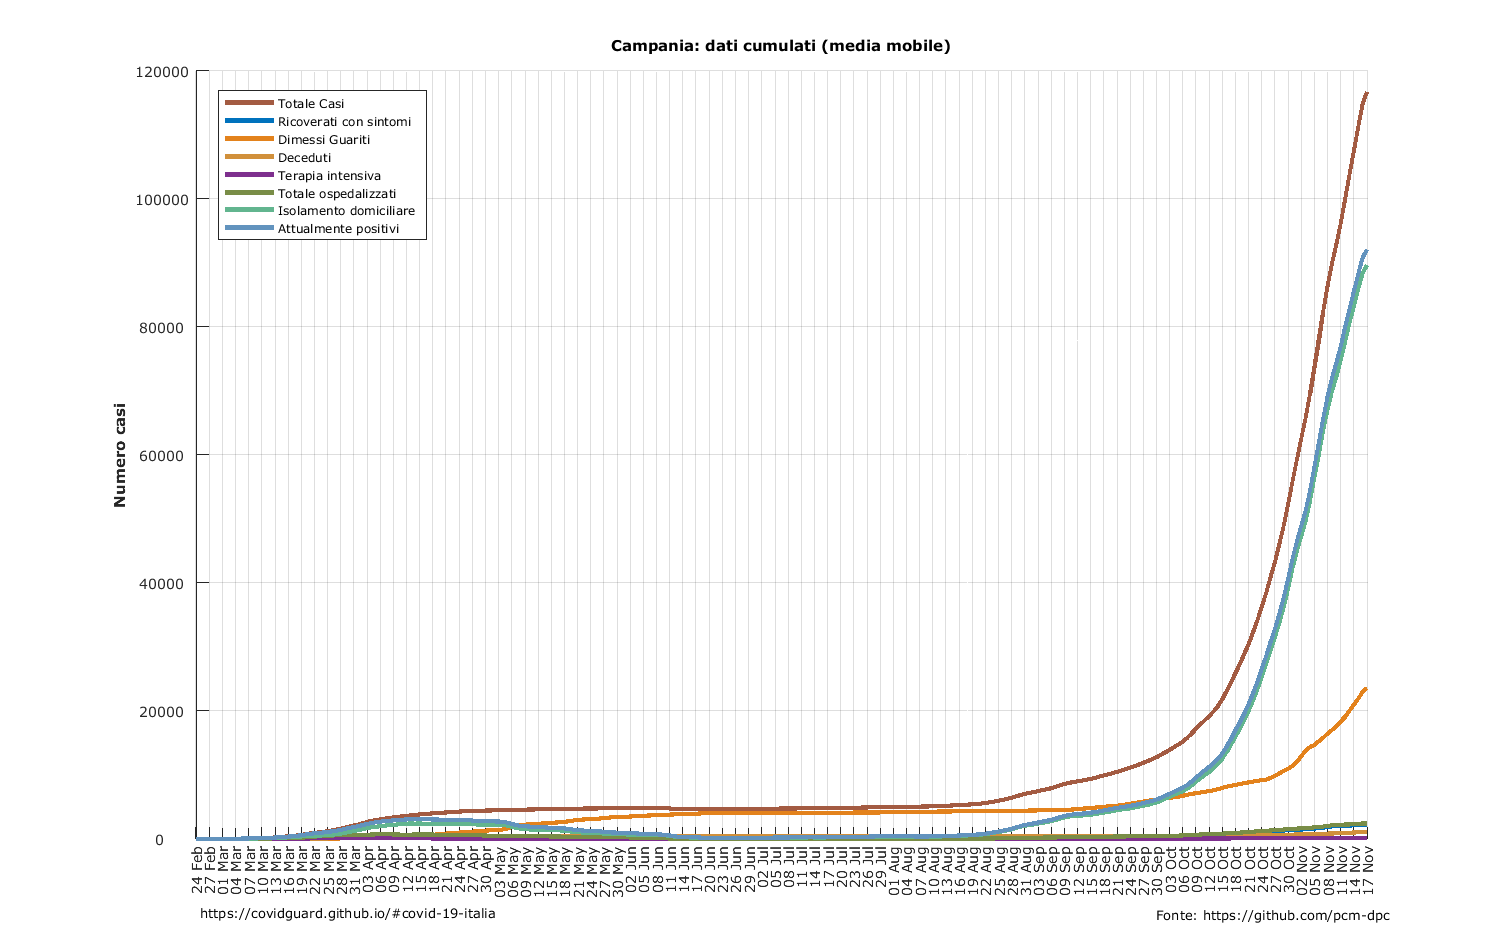 Campania: dati cumulati (media mobile)
120000
100000
80000
60000
40000
20000
0
Numero casi
Totale Casi
Ricoverati con sintomi
Dimessi Guariti
Deceduti
Terapia intensiva
Totale ospedalizzati
Isolamento domiciliare
Attualmente positivi
24 Feb
27 Feb
01 Mar
04 Mar
07 Mar
10 Mar
13 Mar
16 Mar
19 Mar
22 Mar
25 Mar
28 Mar
31 Mar
03 Apr
06 Apr
09 Apr
12 Apr
15 Apr
18 Apr
21 Apr
24 Apr
27 Apr
30 Apr
03 May
06 May
09 May
12 May
15 May
18 May
21 May
24 May
27 May
30 May
02 Jun
05 Jun
08 Jun
11 Jun
14 Jun
17 Jun
20 Jun
23 Jun
26 Jun
29 Jun
02 Jul
05 Jul
08 Jul
11 Jul
14 Jul
17 Jul
20 Jul
23 Jul
26 Jul
29 Jul
01 Aug
04 Aug
07 Aug
10 Aug
13 Aug
16 Aug
19 Aug
22 Aug
25 Aug
28 Aug
31 Aug
03 Sep
06 Sep
09 Sep
12 Sep
15 Sep
18 Sep
21 Sep
24 Sep
27 Sep
30 Sep
03 Oct
06 Oct
09 Oct
12 Oct
15 Oct
18 Oct
21 Oct
24 Oct
27 Oct
30 Oct
02 Nov
05 Nov
08 Nov
11 Nov
14 Nov
17 Nov
https://covidguard.github.io/#covid-19-italia
Fonte: https://github.com/pcm-dpc